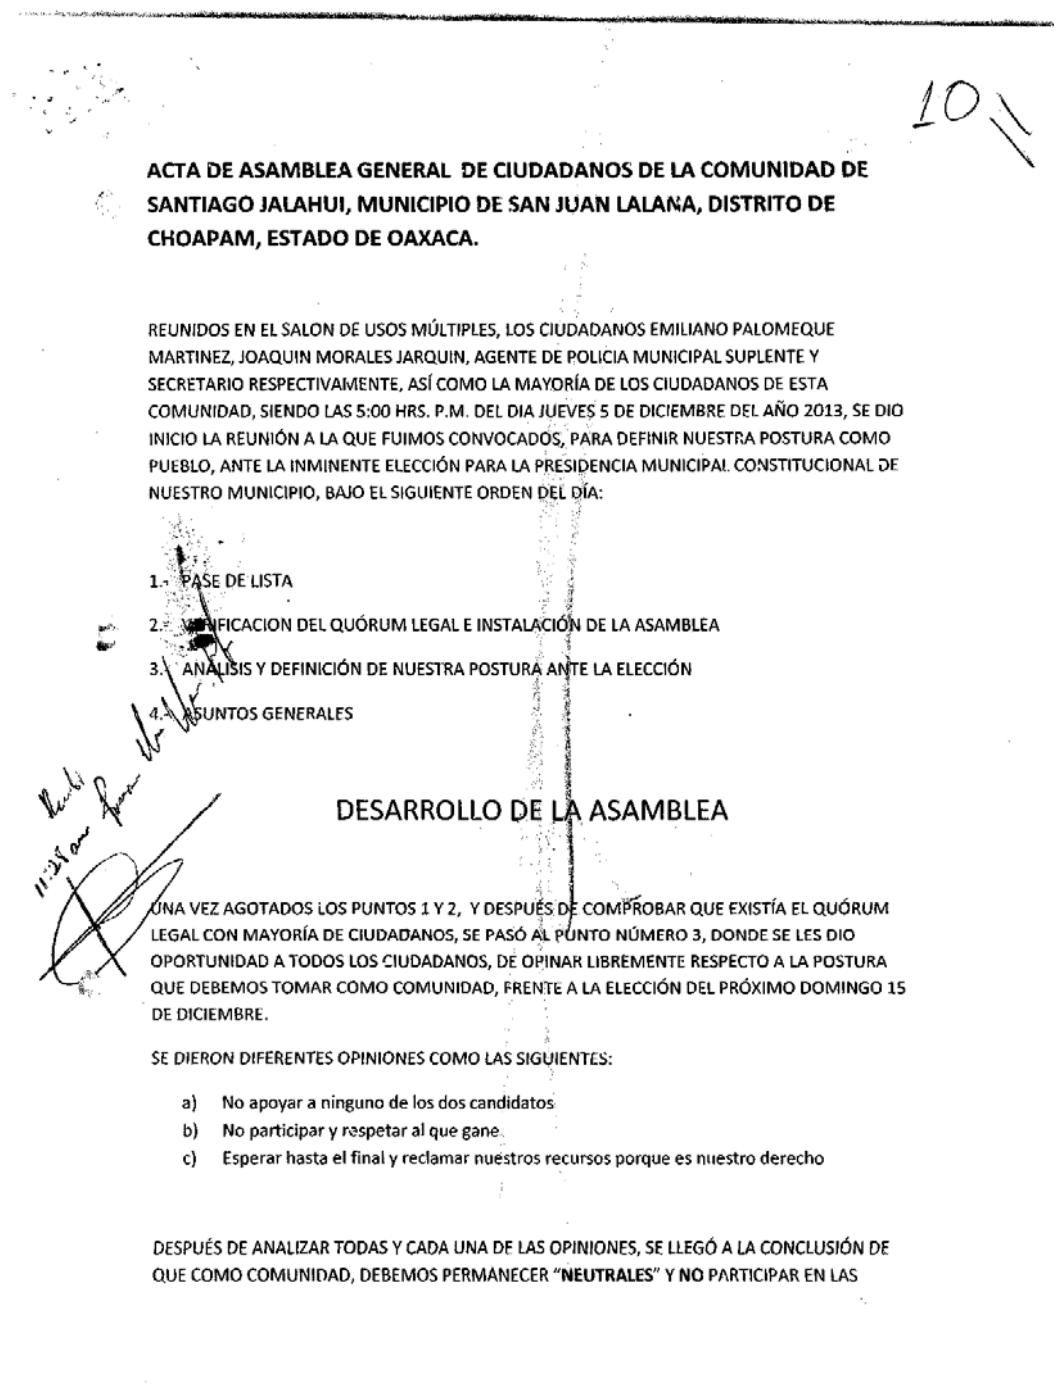 10
ACTA DE ASAMBLEA GENERAL DE CIUDADANOS DE LA COMUNIDAD DE
SANTIAGO JALAHUI, MUNICIPIO DE SAN JUAN LALANA, DISTRITO DE
CHOAPAM, ESTADO DE OAXACA.
REUNIDOS EN EL SALON DE USOS MÚLTIPLES, LOS CIUDADANOS EMILIANO PALOMEQUE
MARTINEZ, JOAQUIN MORALES JARQUIN, AGENTE DE POLICIA MUNICIPAL SUPLENTE Y
SECRETARIO RESPECTIVAMENTE, ASÍ COMO LA MAYORÍA DE LOS CIUDADANOS DE ESTA
COMUNIDAD, SIENDO LAS 5:00 HRS. P.M. DEL DIA JUEVES 5 DE DICIEMBRE DEL AÑO 2013, SE DIO
INICIO LA REUNIÓN A LA QUE FUIMOS CONVOCADOS, PARA DEFINIR NUESTRA POSTURA COMO
PUEBLO, ANTE LA INMINENTE ELECCIÓN PARA LA PRESIDENCIA MUNICIPAL CONSTITUCIONAL DE
NUESTRO MUNICIPIO, BAJO EL SIGUIENTE ORDEN DEL DÍA:
1.- PASE DE LISTA
2.- VERIFICACION DEL QUÓRUM LEGAL E INSTALACIÓN DE LA ASAMBLEA
3.- ANÁLISIS Y DEFINICIÓN DE NUESTRA POSTURA ANTE LA ELECCIÓN
4.- ASUNTOS GENERALES
11:28 am
DESARROLLO DE LA ASAMBLEA
UNA VEZ AGOTADOS LOS PUNTOS 1 Y 2, Y DESPUÉS DE COMPROBAR QUE EXISTÍA EL QUÓRUM
LEGAL CON MAYORÍA DE CIUDADANOS, SE PASÓ AL PUNTO NÚMERO 3, DONDE SE LES DIO
OPORTUNIDAD A TODOS LOS CIUDADANOS, DE OPINAR LIBREMENTE RESPECTO A LA POSTURA
QUE DEBEMOS TOMAR COMO COMUNIDAD, FRENTE A LA ELECCIÓN DEL PRÓXIMO DOMINGO 15
DE DICIEMBRE.
SE DIERON DIFERENTES OPINIONES COMO LAS SIGUIENTES:
a) No apoyar a ninguno de los dos candidatos
b) No participar y respetar al que gane.
c) Esperar hasta el final y reclamar nuestros recursos porque es nuestro derecho
DESPUÉS DE ANALIZAR TODAS Y CADA UNA DE LAS OPINIONES, SE LLEGÓ A LA CONCLUSIÓN DE
QUE COMO COMUNIDAD, DEBEMOS PERMANECER "NEUTRALES" Y NO PARTICIPAR EN LAS